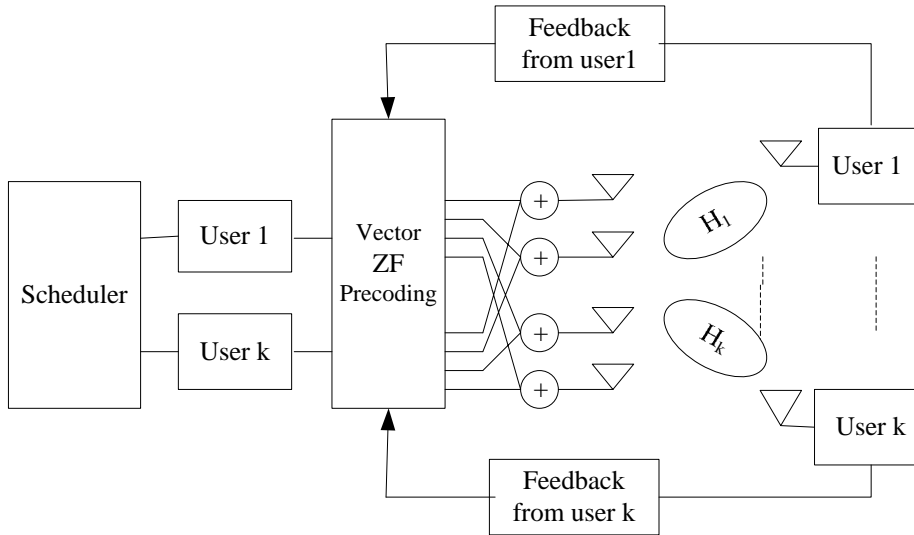 Feedback
from user1
User 1
User 1
H1
Vector
ZF
Precoding
+
+
+
+
Scheduler
User k
Hk
User k
Feedback
from user k